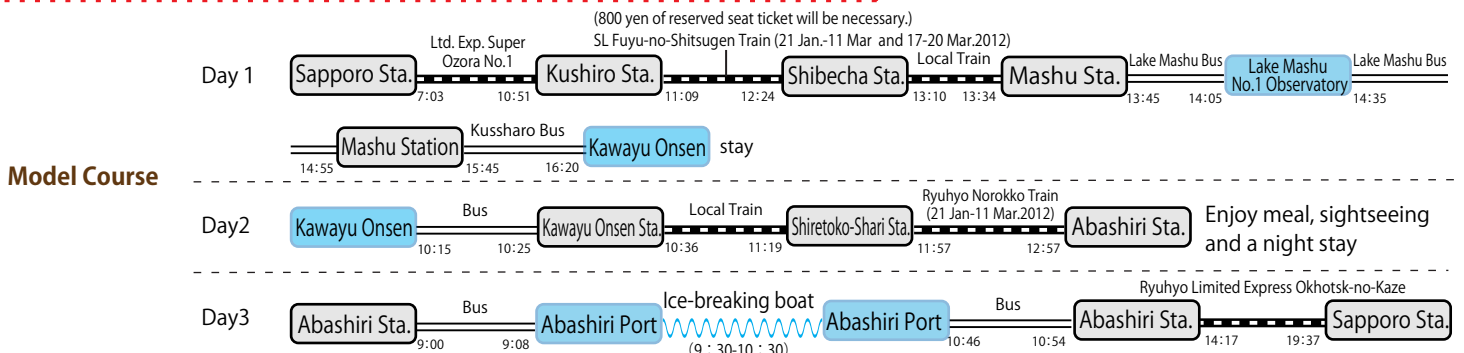 (800 yen of reserved seat ticket will be necessary.)
Ltd. Exp. Super
Ozora No.1
SL Fuyu-no-Shitsugen Train (21 Jan.-11 Mar and 17-20 Mar.2012)
Day 1
Sapporo Sta.
Kushiro Sta.
Shibecha Sta.
Local Train
Mashu Sta.
Lake Mashu Bus
Lake Mashu
No.1 Observatory
Lake Mashu Bus
7:03
10:51
11:09
12:24
13:10
13:34
13:45
14:05
14:35
Mashu Station
Kussharo Bus
Kawayu Onsen
stay
14:55
15:45
16:20
Model Course
Day2
Kawayu Onsen
Bus
Kawayu Onsen Sta.
Local Train
Shiretoko-Shari Sta.
Ryuhyo Norokko Train
(21 Jan-11 Mar.2012)
Abashiri Sta.
Enjoy meal, sightseeing
and a night stay
10:15
10:25
10:36
11:19
11:57
12:57
Day3
Abashiri Sta.
Bus
Abashiri Port
Ice-breaking boat
Abashiri Port
Bus
Abashiri Sta.
Ryuhyo Limited Express Okhotsk-no-Kaze
Sapporo Sta.
9:00
9:08
(9：30-10：30)
10:46
10:54
14:17
19:37